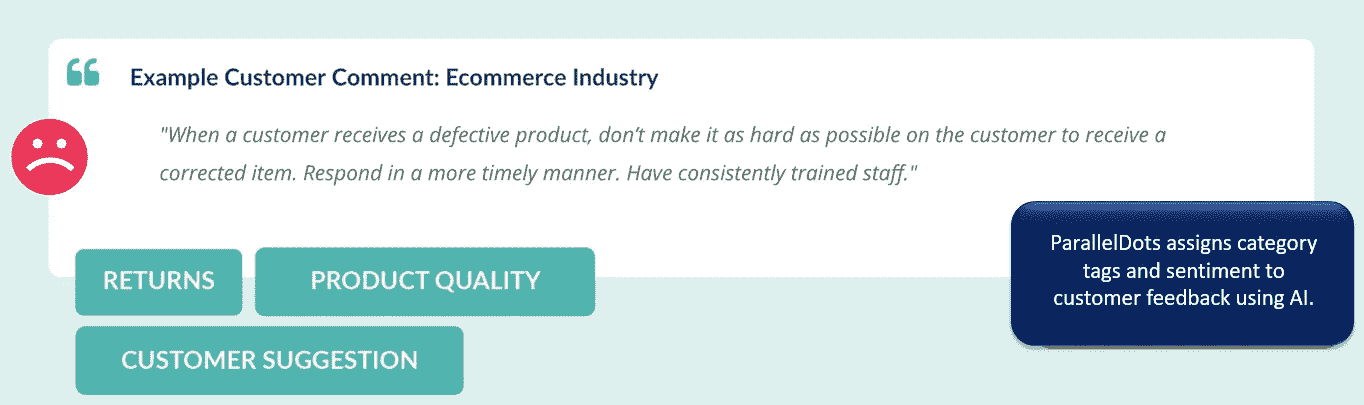 Example Customer Comment: Ecommerce Industry
"When a customer receives a defective product, don’t make it as hard as possible on the customer to receive a
corrected item. Respond in a more timely manner. Have consistently trained staff."
RETURNS
PRODUCT QUALITY
CUSTOMER SUGGESTION
ParallelDots assigns category
tags and sentiment to
customer feedback using AI.